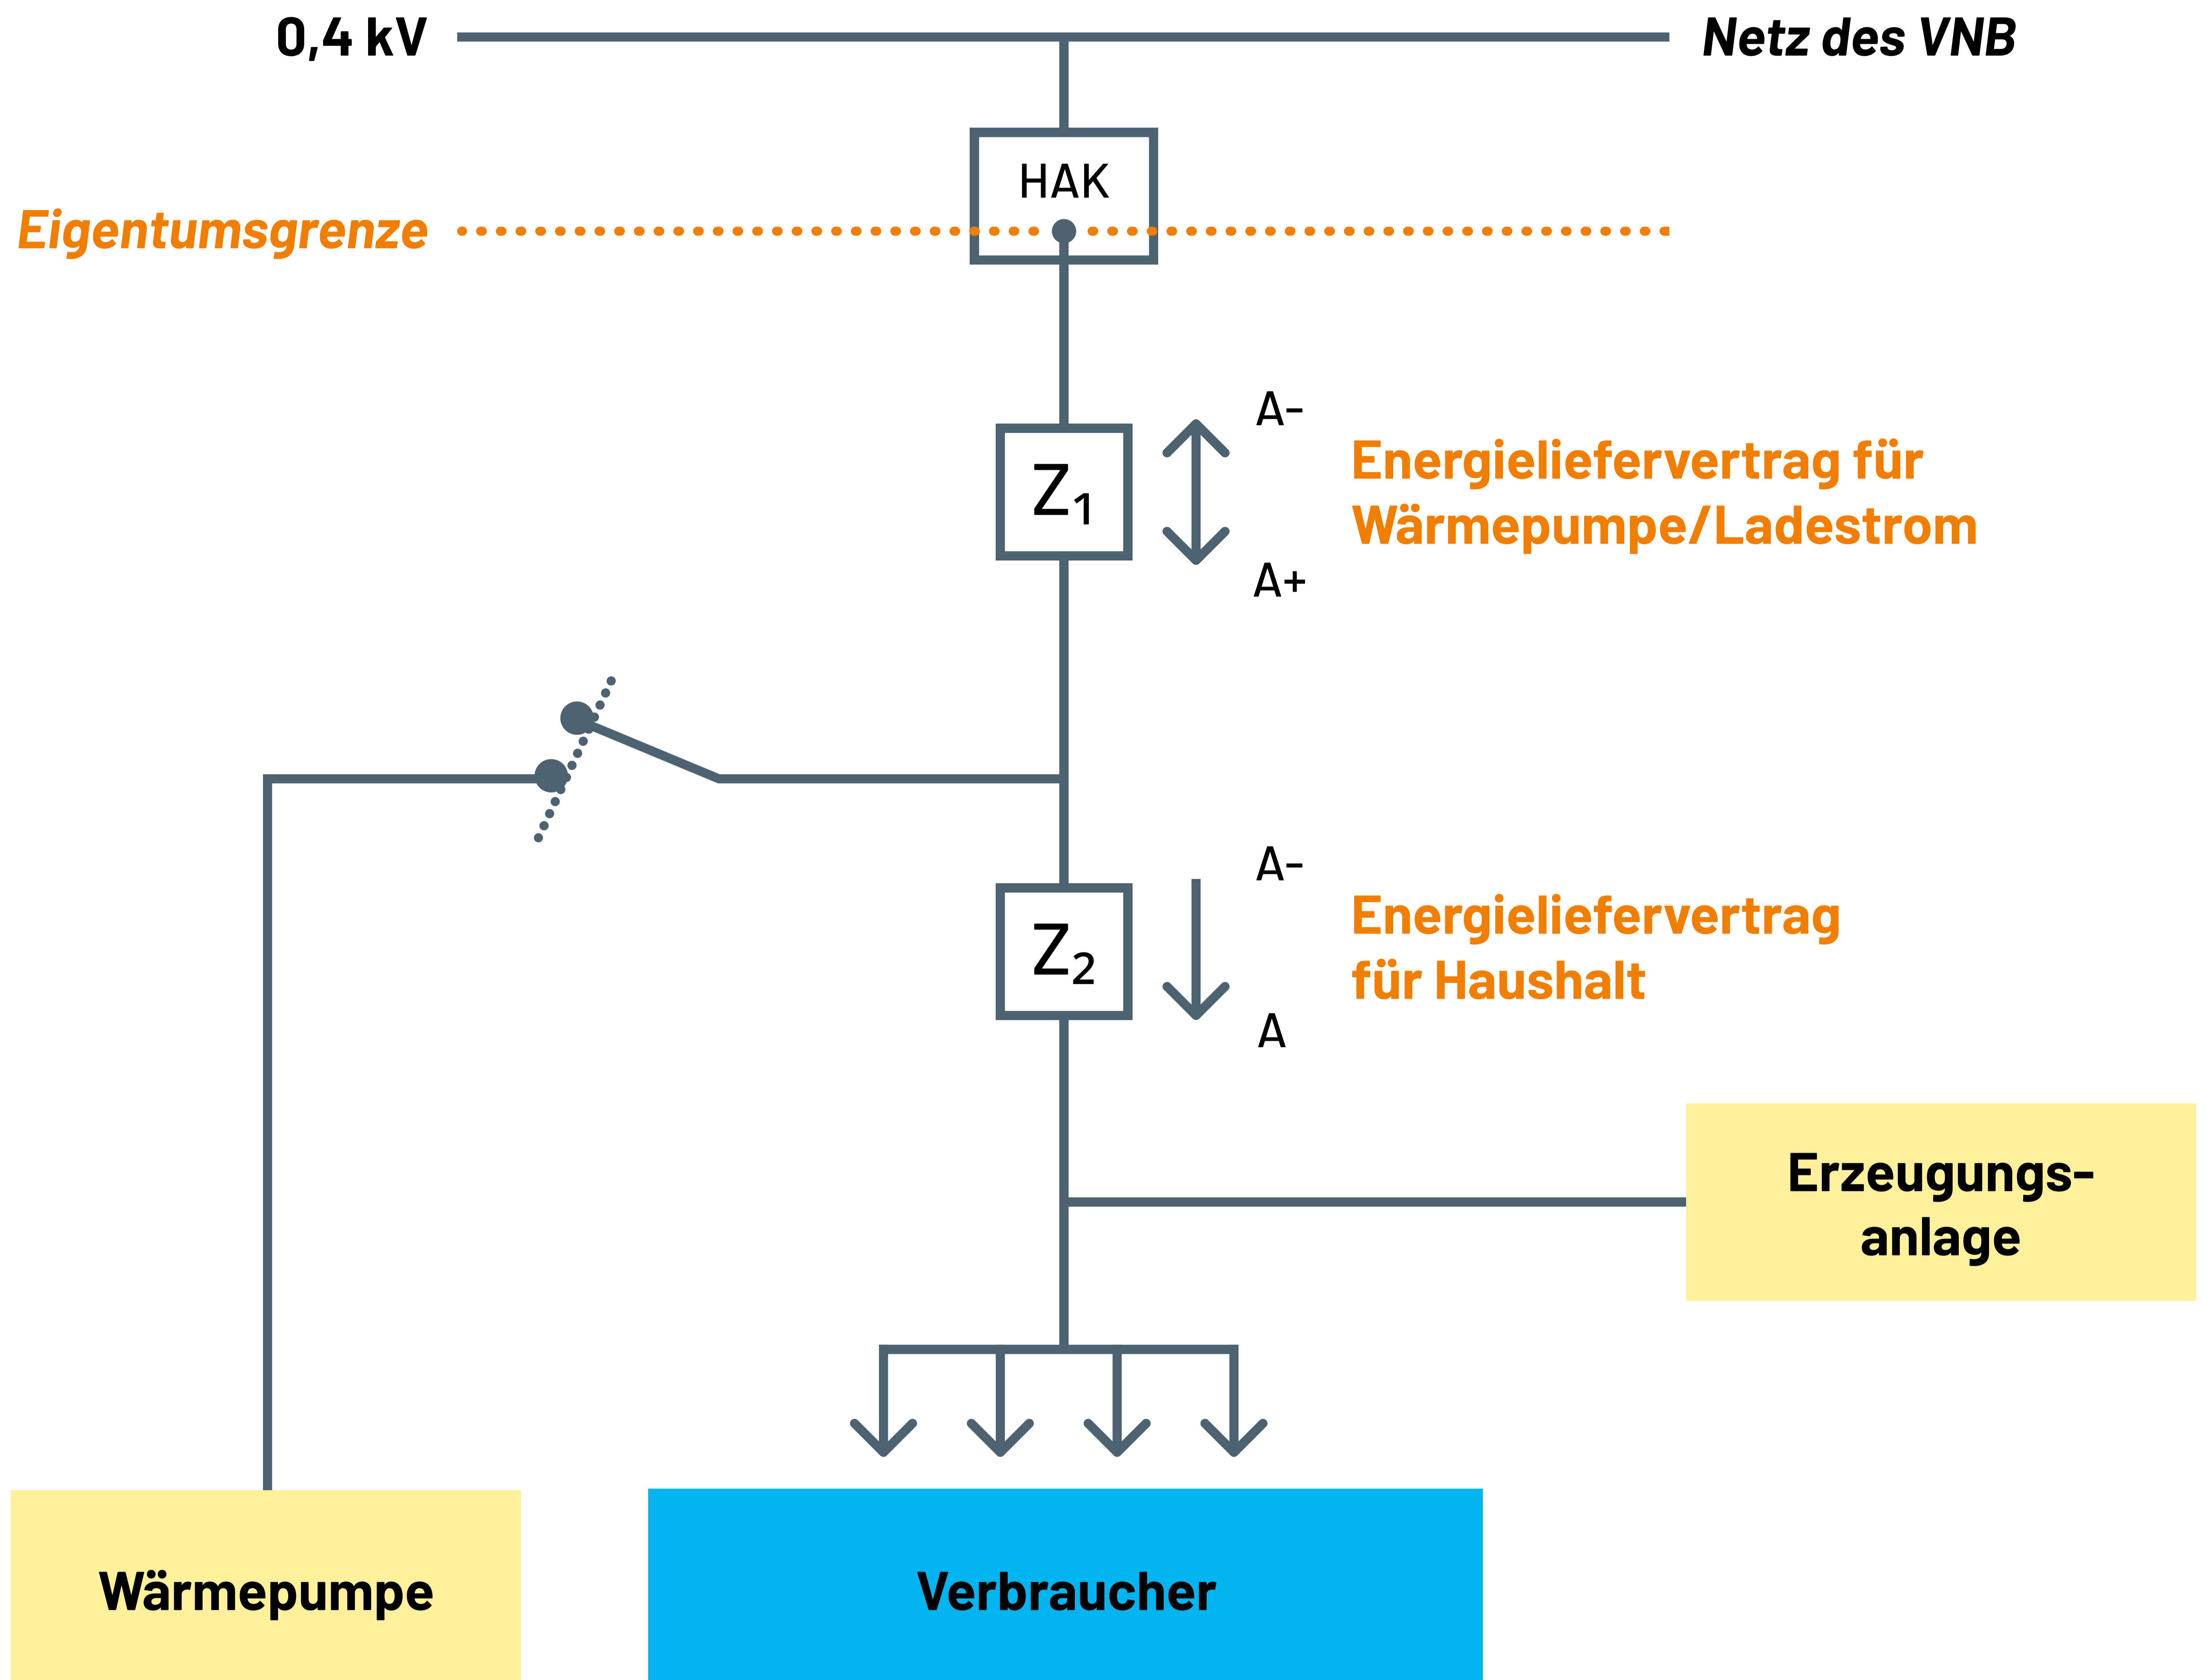 0,4 kV
Netz des VNB
HAK
Eigentumsgrenze
A-
Z₁
Energieliefervertrag für
Wärmepumpe/Ladestrom
A+
A-
Z₂
Energieliefervertrag
für Haushalt
A
Erzeugungs-
anlage
Wärmepumpe
Verbraucher